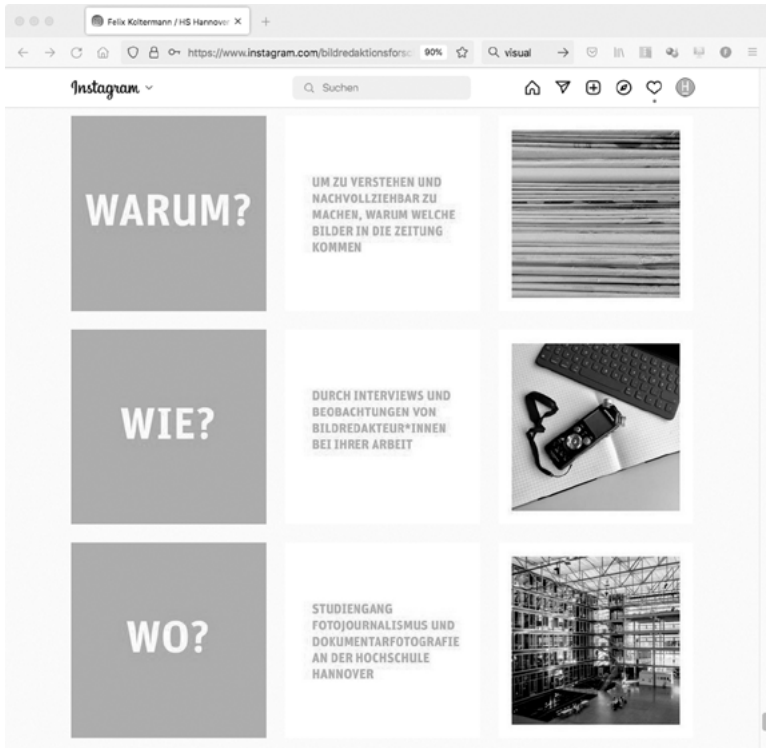 Felix Koltermann / HS Hannover
https://www.instagram.com/bildredaktionsforsc
90%
visual
Instagram
Suchen
WARUM?
UM ZU VERSTEHEN UND
NACHVOLLZIEHBAR ZU
MACHEN, WARUM WELCHE
BILDER IN DIE ZEITUNG
KOMMEN
WIE?
DURCH INTERVIEWS UND
BEOBACHTUNGEN VON
BILDREDAKTEUR*INNEN
BEI IHRER ARBEIT
WO?
STUDIENGANG
FOTOJOURNALISMUS UND
DOKUMENTARFOTOGRAFIE
AN DER HOCHSCHULE
HANNOVER